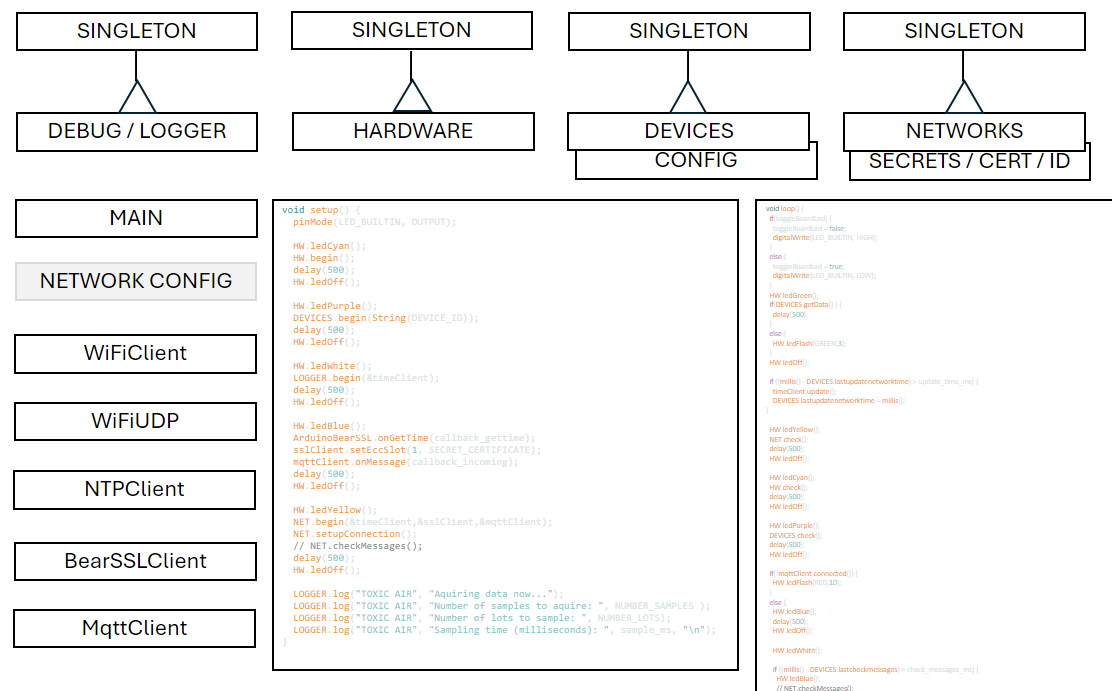 SINGLETON
SINGLETON
SINGLETON
SINGLETON
DEBUG / LOGGER
HARDWARE
DEVICES
NETWORKS
CONFIG
SECRETS / CERT / ID
MAIN
NETWORK CONFIG
WiFiClient
WiFiUDP
NTPClient
BearSSLClient
MqttClient
void setup() {
pinMode(LED_BUILTIN, OUTPUT);
HW.ledCyan();
HW.begin();
delay(500);
HW.ledOff();
HW.ledPurple();
DEVICES.begin(String(DEVICE_ID));
delay(500);
HW.ledOff();
HW.ledWhite();
LOGGER.begin(&timeClient);
delay(500);
HW.ledOff();
HW.ledBlue();
ArduinoBearSSL.onGetTime(callback_gettime);
sslClient.setEccSlot(1, SECRET_CERTIFICATE);
mqttClient.onMessage(callback_incoming);
delay(500);
HW.ledOff();
HW.ledYellow();
NET.begin(&timeClient,&sslClient,&mqttClient);
NET.setupConnection();
// NET.checkMessages();
delay(500);
HW.ledOff();
LOGGER.log("TOXIC AIR", "Aquiring data now...");
LOGGER.log("TOXIC AIR", "Number of samples to aquire: ", NUMBER_SAMPLES );
LOGGER.log("TOXIC AIR", "Number of lots to sample: ", NUMBER_LOTS);
LOGGER.log("TOXIC AIR", "Sampling time (milliseconds): ", sample_ms, "\n");
}
void loop() {
if(toggleBoardLed) {
toggleBoardLed = false;
digitalWrite(LED_BUILTIN, HIGH);
}
else {
toggleBoardLed = true;
digitalWrite(LED_BUILTIN, LOW);
}
HW.ledGreen();
if(DEVICES.getData()) {
delay(500);
}
else {
HW.ledFlash(GREEN,3);
}
HW.ledOff();
if ((millis() - DEVICES.lastupdatenetworktime) > update_time_ms) {
timeClient.update();
DEVICES.lastupdatenetworktime = millis();
}
HW.ledYellow();
NET.check();
delay(500);
HW.ledOff();
HW.ledCyan();
HW.check();
delay(500);
HW.ledOff();
HW.ledPurple();
DEVICES.check();
delay(500);
HW.ledOff();
if( !mqttClient.connected()) {
HW.ledFlash(RED,10);
}
else {
HW.ledBlue();
delay(500);
HW.ledOff();
HW.ledWhite();
if ((millis() - DEVICES.lastcheckmessages) > check_messages_ms) {
HW.ledBlue();
// NET.checkMessages();